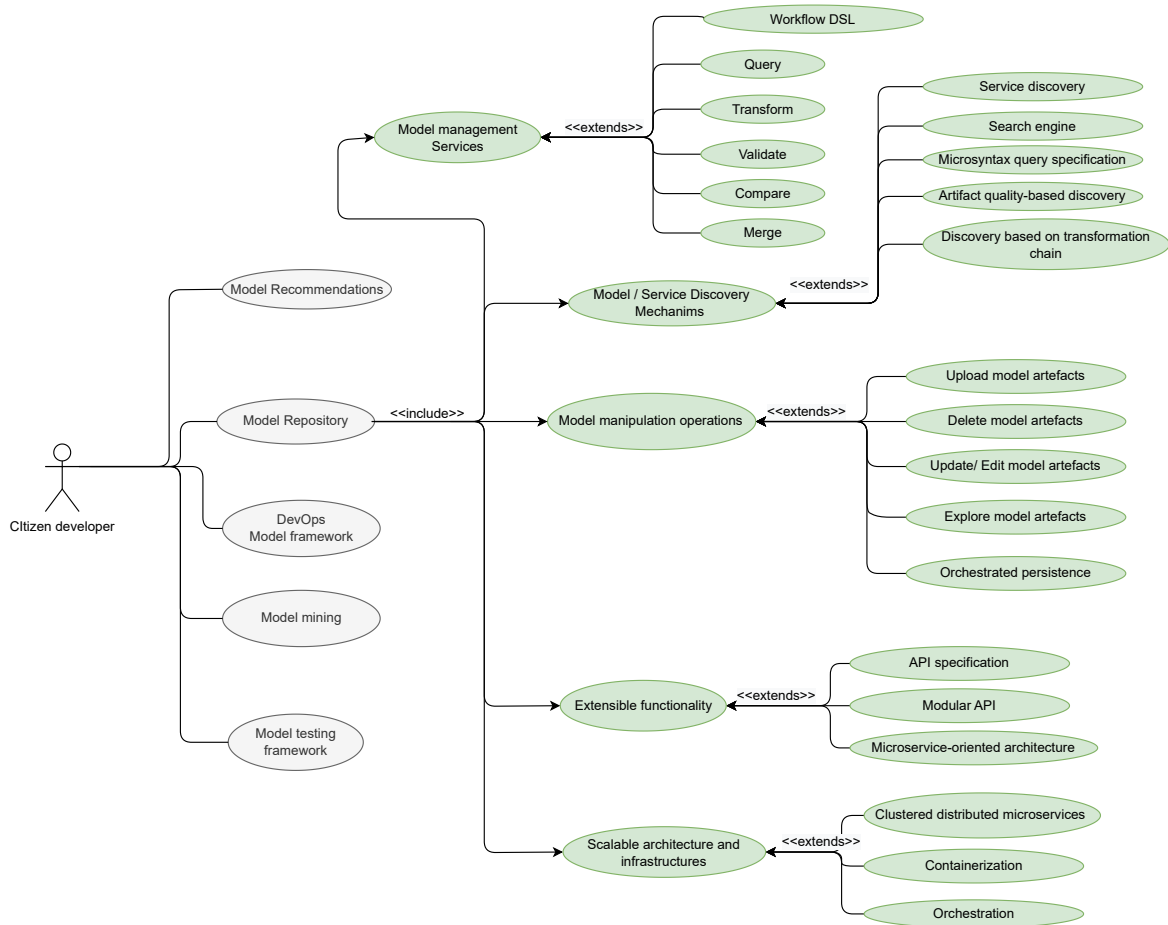 Workflow DSL
Query
<<extends>>
Transform
Model management
Services
Validate
Compare
Merge
Service discovery
Search engine
Microsyntax query specification
Artifact quality-based discovery
Discovery based on transformation
chain
<<extends>>
Model / Service Discovery
Mechanims
Model Recommendations
Model Repository
<<include>>
Model manipulation operations
<<extends>>
Upload model artefacts
Delete model artefacts
Update/ Edit model artefacts
Explore model artefacts
Orchestrated persistence
CItizen developer
DevOps
Model framework
Model mining
Model testing
framework
Extensible functionality
<<extends>>
API specification
Modular API
Microservice-oriented architecture
Scalable architecture and
infrastructures
<<extends>>
Clustered distributed microservices
Containerization
Orchestration